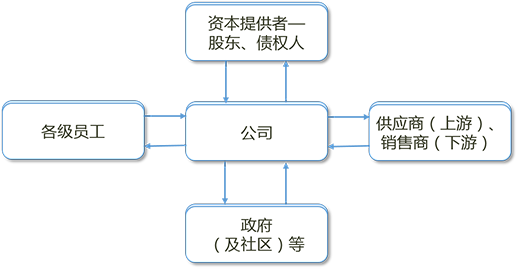 资本提供者—
股东、债权人
各级员工
公司
供应商（上游）、
销售商（下游）
政府
（及社区）等